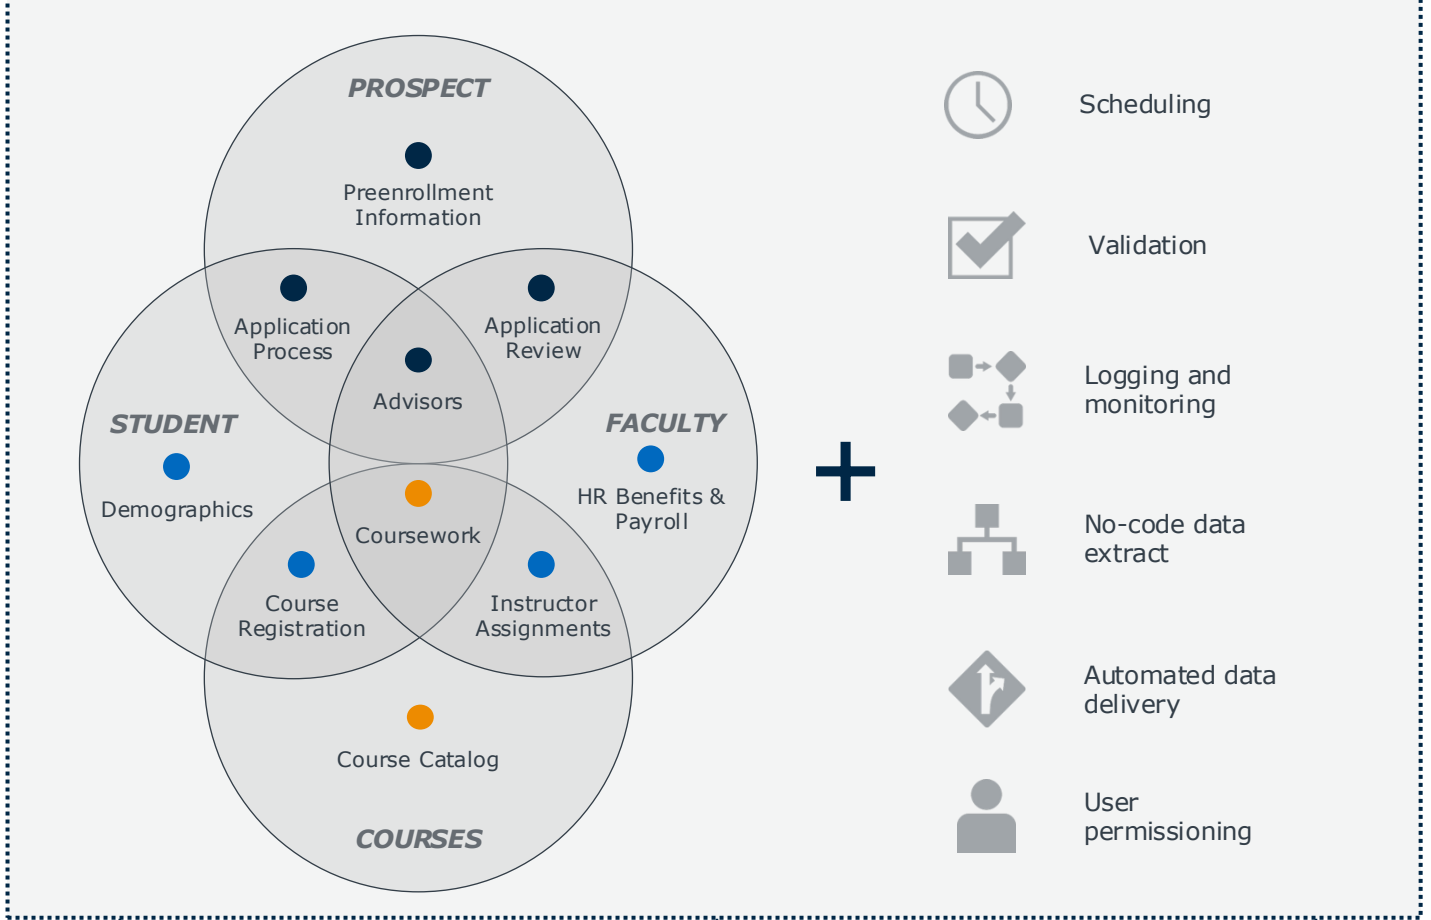 PROSPECT
Preenrollment
Information
Application
Process
Application
Review
Advisors
STUDENT
Demographics
FACULTY
HR Benefits &
Payroll
Coursework
Course
Registration
Instructor
Assignments
Course Catalog
COURSES
Scheduling
Validation
Logging and
monitoring
No-code data
extract
Automated data
delivery
User
permissioning